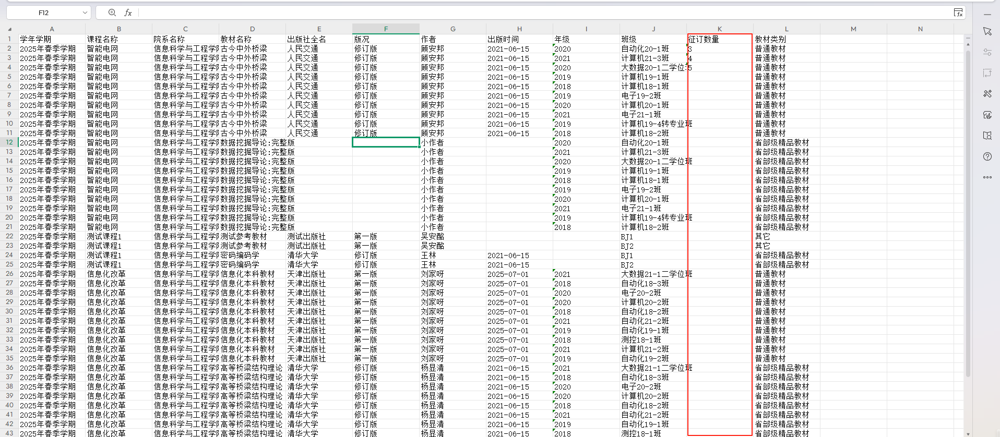 F12 fx
A B C D E F G H I J K L M N
1 学年学期 课程名称 院系名称 教材名称 出版社全名 版况 作者 出版时间 年级 班级 征订数量 教材类别
2 2025年春季学期 智能电网 信息科学与工程学 古今中外桥梁 人民交通 修订版 顾安邦 2021-06-15 2020 自动化20-1班 3 普通教材
3 2025年春季学期 智能电网 信息科学与工程学 古今中外桥梁 人民交通 修订版 顾安邦 2021-06-15 2021 计算机21-3班 4 普通教材
4 2025年春季学期 智能电网 信息科学与工程学 古今中外桥梁 人民交通 修订版 顾安邦 2021-06-15 2020 大数据20-1二学位 5 普通教材
5 2025年春季学期 智能电网 信息科学与工程学 古今中外桥梁 人民交通 修订版 顾安邦 2021-06-15 2019 计算机19-1班 普通教材
6 2025年春季学期 智能电网 信息科学与工程学 古今中外桥梁 人民交通 修订版 顾安邦 2021-06-15 2018 计算机18-1班 普通教材
7 2025年春季学期 智能电网 信息科学与工程学 古今中外桥梁 人民交通 修订版 顾安邦 2021-06-15 2019 电子19-2班 普通教材
8 2025年春季学期 智能电网 信息科学与工程学 古今中外桥梁 人民交通 修订版 顾安邦 2021-06-15 2020 计算机20-1班 普通教材
9 2025年春季学期 智能电网 信息科学与工程学 古今中外桥梁 人民交通 修订版 顾安邦 2021-06-15 2021 电子21-1班 普通教材
10 2025年春季学期 智能电网 信息科学与工程学 古今中外桥梁 人民交通 修订版 顾安邦 2021-06-15 2019 计算机19-4转专业班 普通教材
11 2025年春季学期 智能电网 信息科学与工程学 古今中外桥梁 人民交通 修订版 顾安邦 2021-06-15 2018 计算机18-2班 普通教材
12 2025年春季学期 智能电网 信息科学与工程学 数据挖掘导论:完整版 小作者 2020 自动化20-1班 省部级精品教材
13 2025年春季学期 智能电网 信息科学与工程学 数据挖掘导论:完整版 小作者 2021 计算机21-3班 省部级精品教材
14 2025年春季学期 智能电网 信息科学与工程学 数据挖掘导论:完整版 小作者 2020 大数据20-1二学位班 省部级精品教材
15 2025年春季学期 智能电网 信息科学与工程学 数据挖掘导论:完整版 小作者 2019 计算机19-1班 省部级精品教材
16 2025年春季学期 智能电网 信息科学与工程学 数据挖掘导论:完整版 小作者 2018 计算机18-1班 省部级精品教材
17 2025年春季学期 智能电网 信息科学与工程学 数据挖掘导论:完整版 小作者 2019 电子19-2班 省部级精品教材
18 2025年春季学期 智能电网 信息科学与工程学 数据挖掘导论:完整版 小作者 2020 计算机20-1班 省部级精品教材
19 2025年春季学期 智能电网 信息科学与工程学 数据挖掘导论:完整版 小作者 2021 电子21-1班 省部级精品教材
20 2025年春季学期 智能电网 信息科学与工程学 数据挖掘导论:完整版 小作者 2019 计算机19-4转专业班 省部级精品教材
21 2025年春季学期 智能电网 信息科学与工程学 数据挖掘导论:完整版 小作者 2018 计算机18-2班 省部级精品教材
22 2025年春季学期 测试课程1 信息科学与工程学 测试参考教材 测试出版社 第一版 吴安酩 BJ1 其它
23 2025年春季学期 测试课程1 信息科学与工程学 测试参考教材 测试出版社 第一版 吴安酩 BJ2 其它
24 2025年春季学期 测试课程1 信息科学与工程学 密码编码学 清华大学 修订版 王林 2021-06-15 BJ1 省部级精品教材
25 2025年春季学期 测试课程1 信息科学与工程学 密码编码学 清华大学 修订版 王林 2021-06-15 BJ2 省部级精品教材
26 2025年春季学期 信息化改革 信息科学与工程学 信息化本科教材 天津出版社 第一版 刘家呀 2025-07-01 2021 大数据21-1二学位班 普通教材
27 2025年春季学期 信息化改革 信息科学与工程学 信息化本科教材 天津出版社 第一版 刘家呀 2025-07-01 2018 自动化18-3班 普通教材
28 2025年春季学期 信息化改革 信息科学与工程学 信息化本科教材 天津出版社 第一版 刘家呀 2025-07-01 2020 电子20-2班 普通教材
29 2025年春季学期 信息化改革 信息科学与工程学 信息化本科教材 天津出版社 第一版 刘家呀 2025-07-01 2020 计算机20-2班 普通教材
30 2025年春季学期 信息化改革 信息科学与工程学 信息化本科教材 天津出版社 第一版 刘家呀 2025-07-01 2018 自动化18-2班 普通教材
31 2025年春季学期 信息化改革 信息科学与工程学 信息化本科教材 天津出版社 第一版 刘家呀 2025-07-01 2021 自动化21-2班 普通教材
32 2025年春季学期 信息化改革 信息科学与工程学 信息化本科教材 天津出版社 第一版 刘家呀 2025-07-01 2019 自动化19-1班 普通教材
33 2025年春季学期 信息化改革 信息科学与工程学 信息化本科教材 天津出版社 第一版 刘家呀 2025-07-01 2018 测控18-1班 普通教材
34 2025年春季学期 信息化改革 信息科学与工程学 信息化本科教材 天津出版社 第一版 刘家呀 2025-07-01 2021 计算机21-2班 普通教材
35 2025年春季学期 信息化改革 信息科学与工程学 信息化本科教材 天津出版社 第一版 刘家呀 2025-07-01 2019 自动化19-2班 普通教材
36 2025年春季学期 信息化改革 信息科学与工程学 高等桥梁结构理论 清华大学 修订版 杨显清 2021-06-15 2021 大数据21-1二学位班 省部级精品教材
37 2025年春季学期 信息化改革 信息科学与工程学 高等桥梁结构理论 清华大学 修订版 杨显清 2021-06-15 2018 自动化18-3班 省部级精品教材
38 2025年春季学期 信息化改革 信息科学与工程学 高等桥梁结构理论 清华大学 修订版 杨显清 2021-06-15 2020 电子20-2班 省部级精品教材
39 2025年春季学期 信息化改革 信息科学与工程学 高等桥梁结构理论 清华大学 修订版 杨显清 2021-06-15 2020 计算机20-2班 省部级精品教材
40 2025年春季学期 信息化改革 信息科学与工程学 高等桥梁结构理论 清华大学 修订版 杨显清 2021-06-15 2018 自动化18-2班 省部级精品教材
41 2025年春季学期 信息化改革 信息科学与工程学 高等桥梁结构理论 清华大学 修订版 杨显清 2021-06-15 2021 自动化21-2班 省部级精品教材
42 2025年春季学期 信息化改革 信息科学与工程学 高等桥梁结构理论 清华大学 修订版 杨显清 2021-06-15 2019 自动化19-1班 省部级精品教材
43 2025年春季学期 信息化改革 信息科学与工程学 高等桥梁结构理论 清华大学 修订版 杨显清 2021-06-15 2018 测控18-1班 省部级精品教材